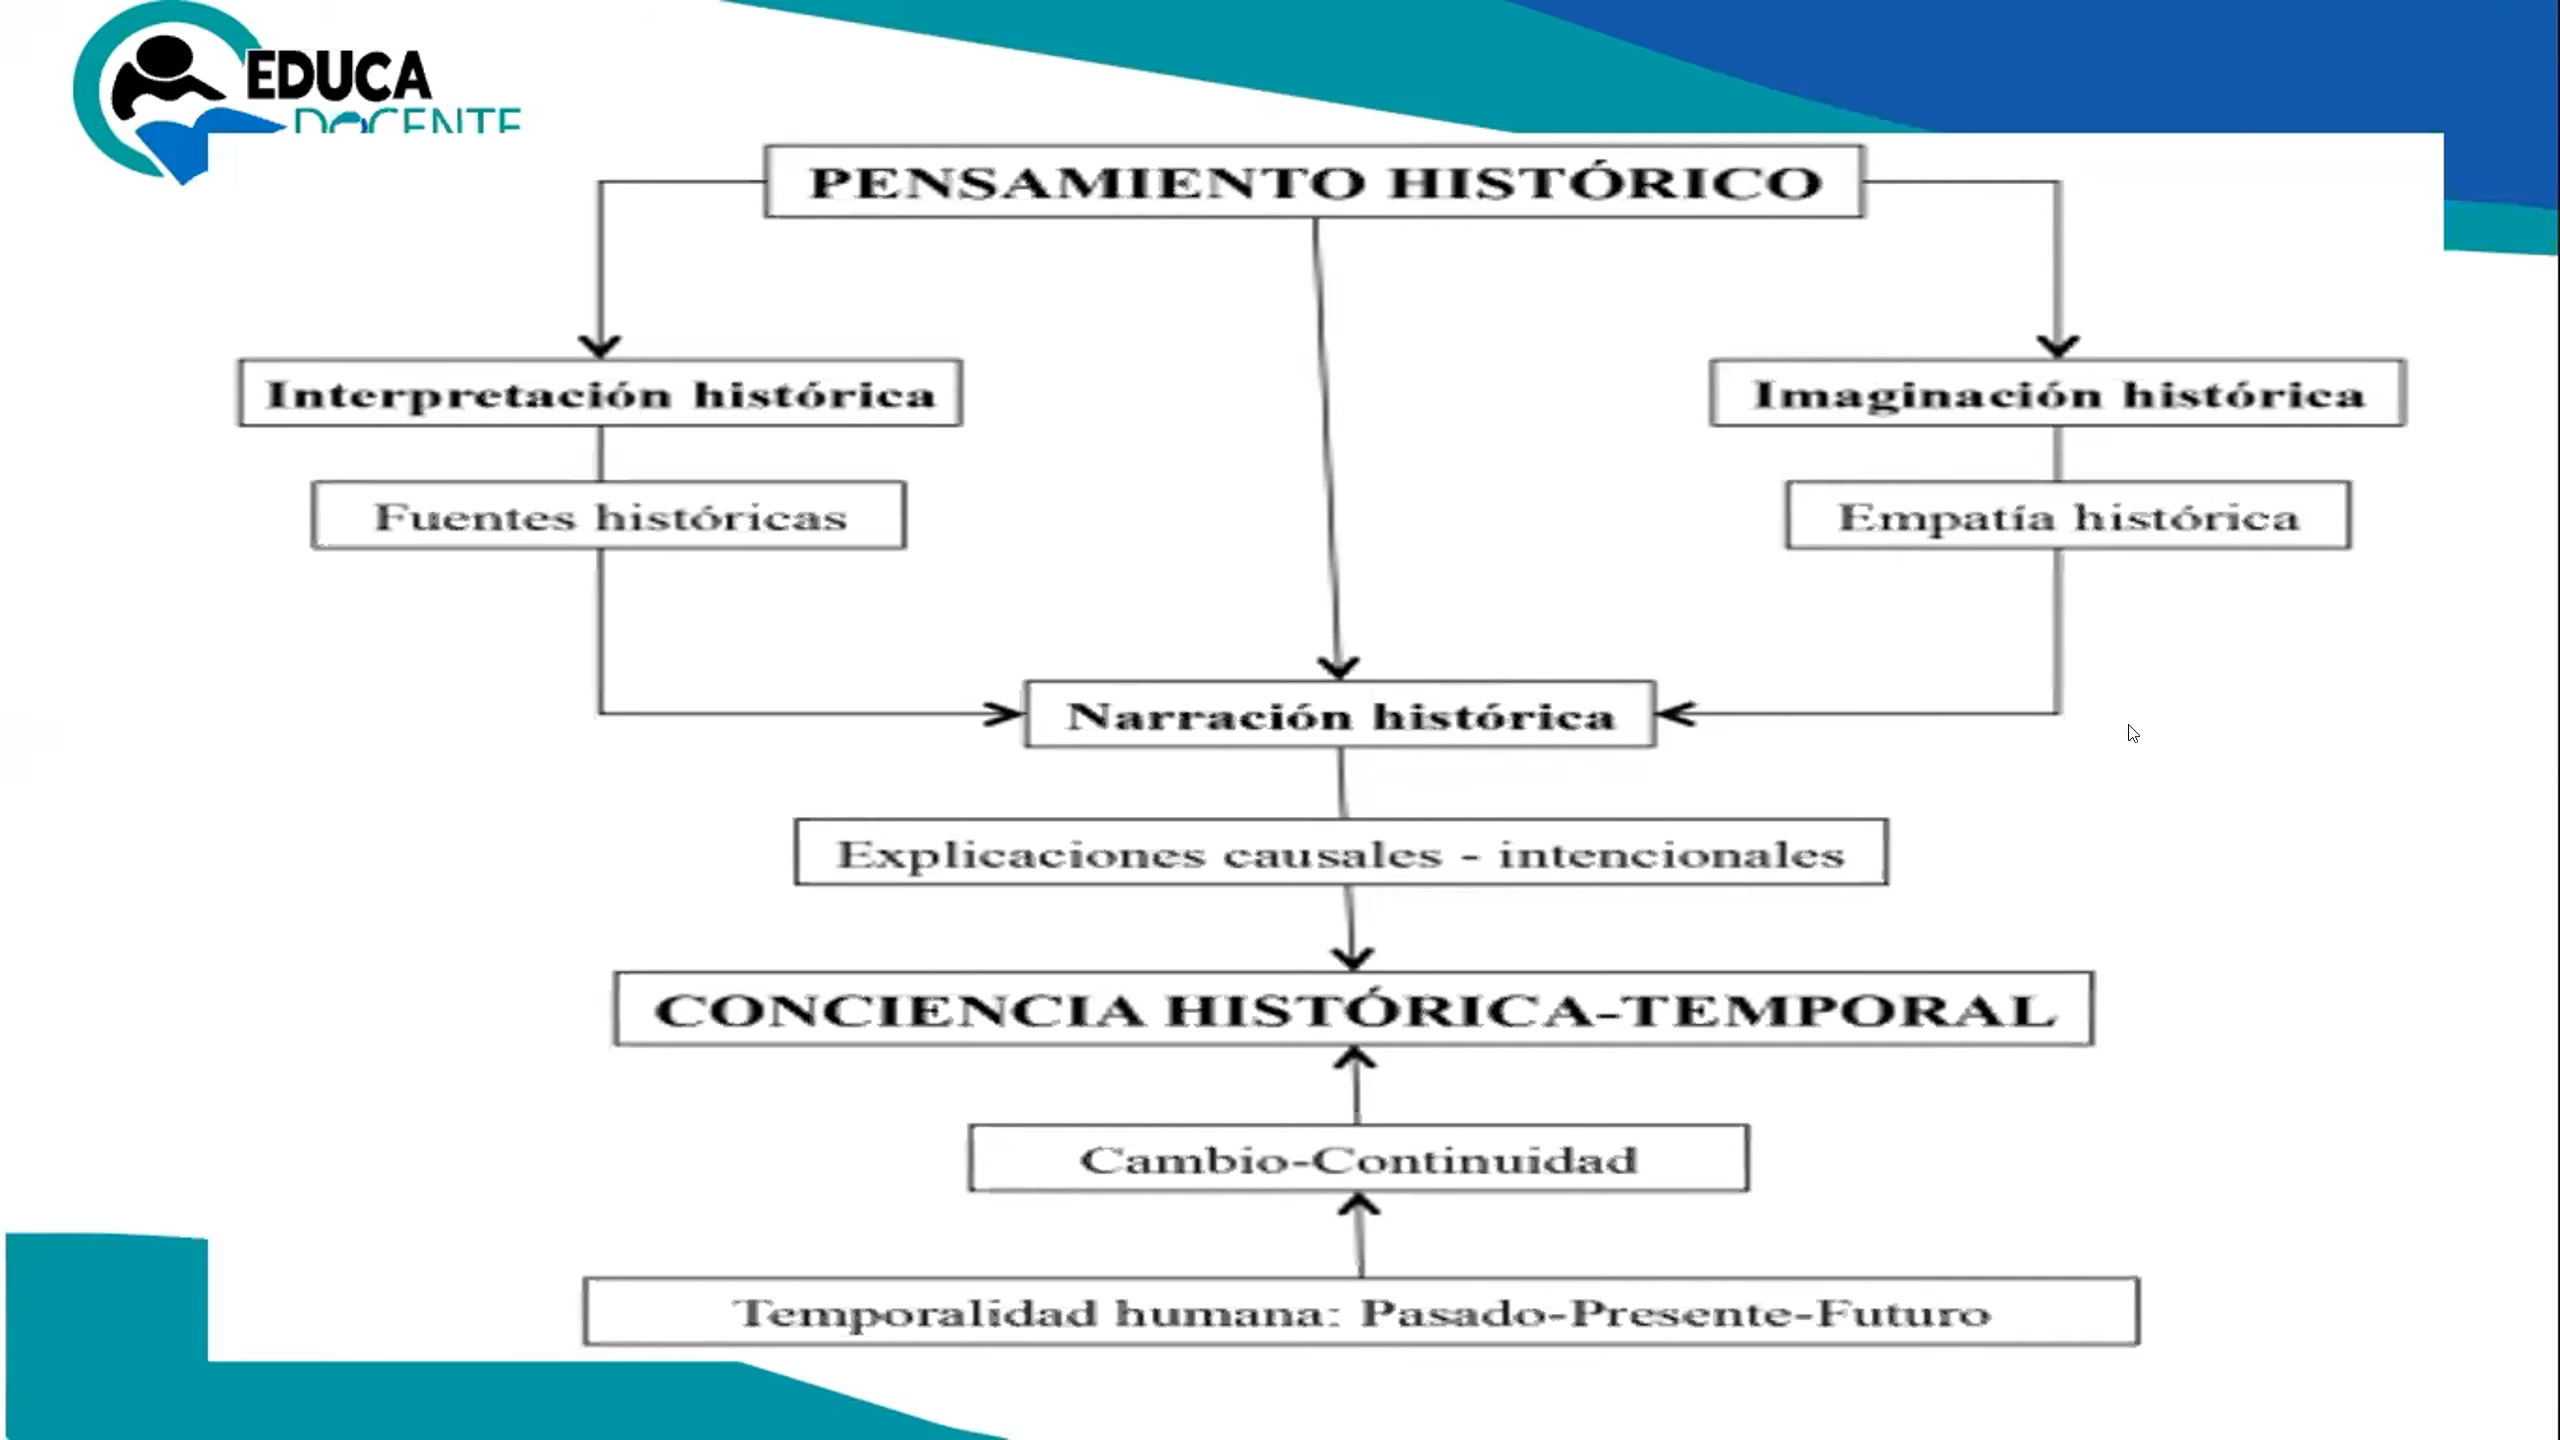 EDUCA
DOCENTE
PENSAMIENTO HISTÓRICO
Interpretación histórica
Imaginación histórica
Fuentes históricas
Empatía histórica
Narración histórica
Explicaciones causales - intencionales
CONCIENCIA HISTÓRICA-TEMPORAL
Cambio-Continuidad
Temporalidad humana: Pasado-Presente-Futuro